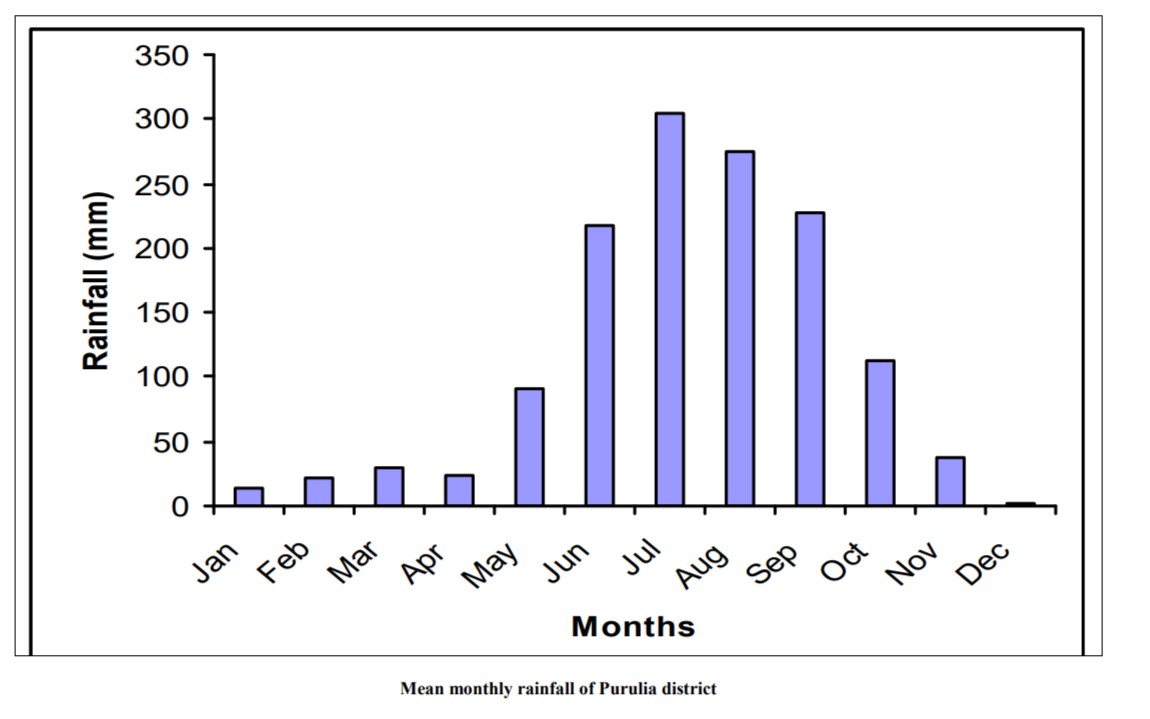 350
300
250
200
150
100
50
0
Rainfall (mm)
Jan Feb Mar Apr May Jun Jul Aug Sep Oct Nov Dec
Months
Mean monthly rainfall of Purulia district